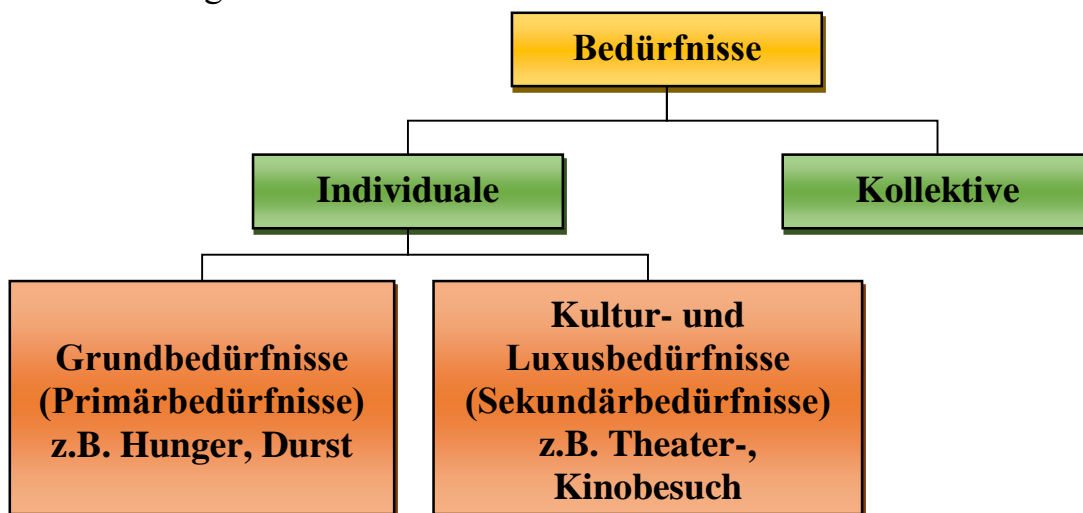 Bedürfnisse
Individuale
Kollektive
Grundbedürfnisse
(Primärbedürfnisse)
z.B. Hunger, Durst
Kultur- und
Luxusbedürfnisse
(Sekundärbedürfnisse)
z.B. Theater-,
Kinobesuch